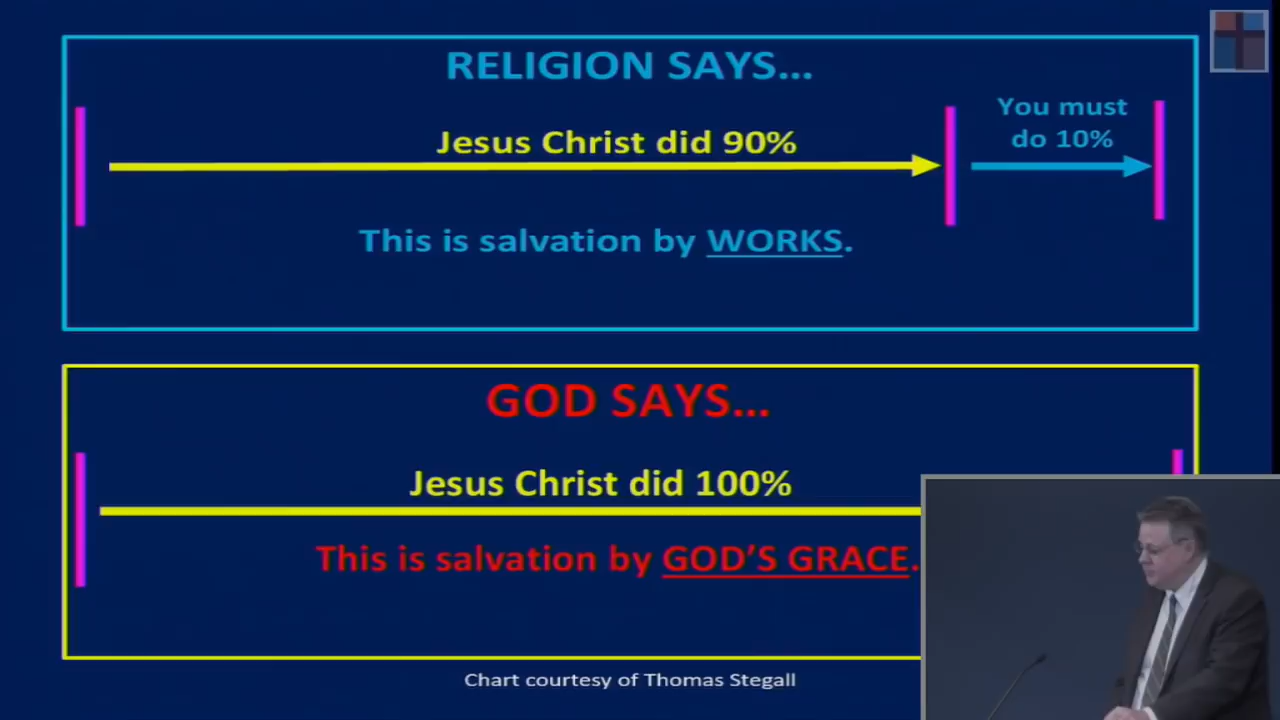 RELIGION SAYS...
Jesus Christ did 90%
You must
do 10%
This is salvation by WORKS.
GOD SAYS...
Jesus Christ did 100%
This is salvation by GOD'S GRACE.
Chart courtesy of Thomas Stegall